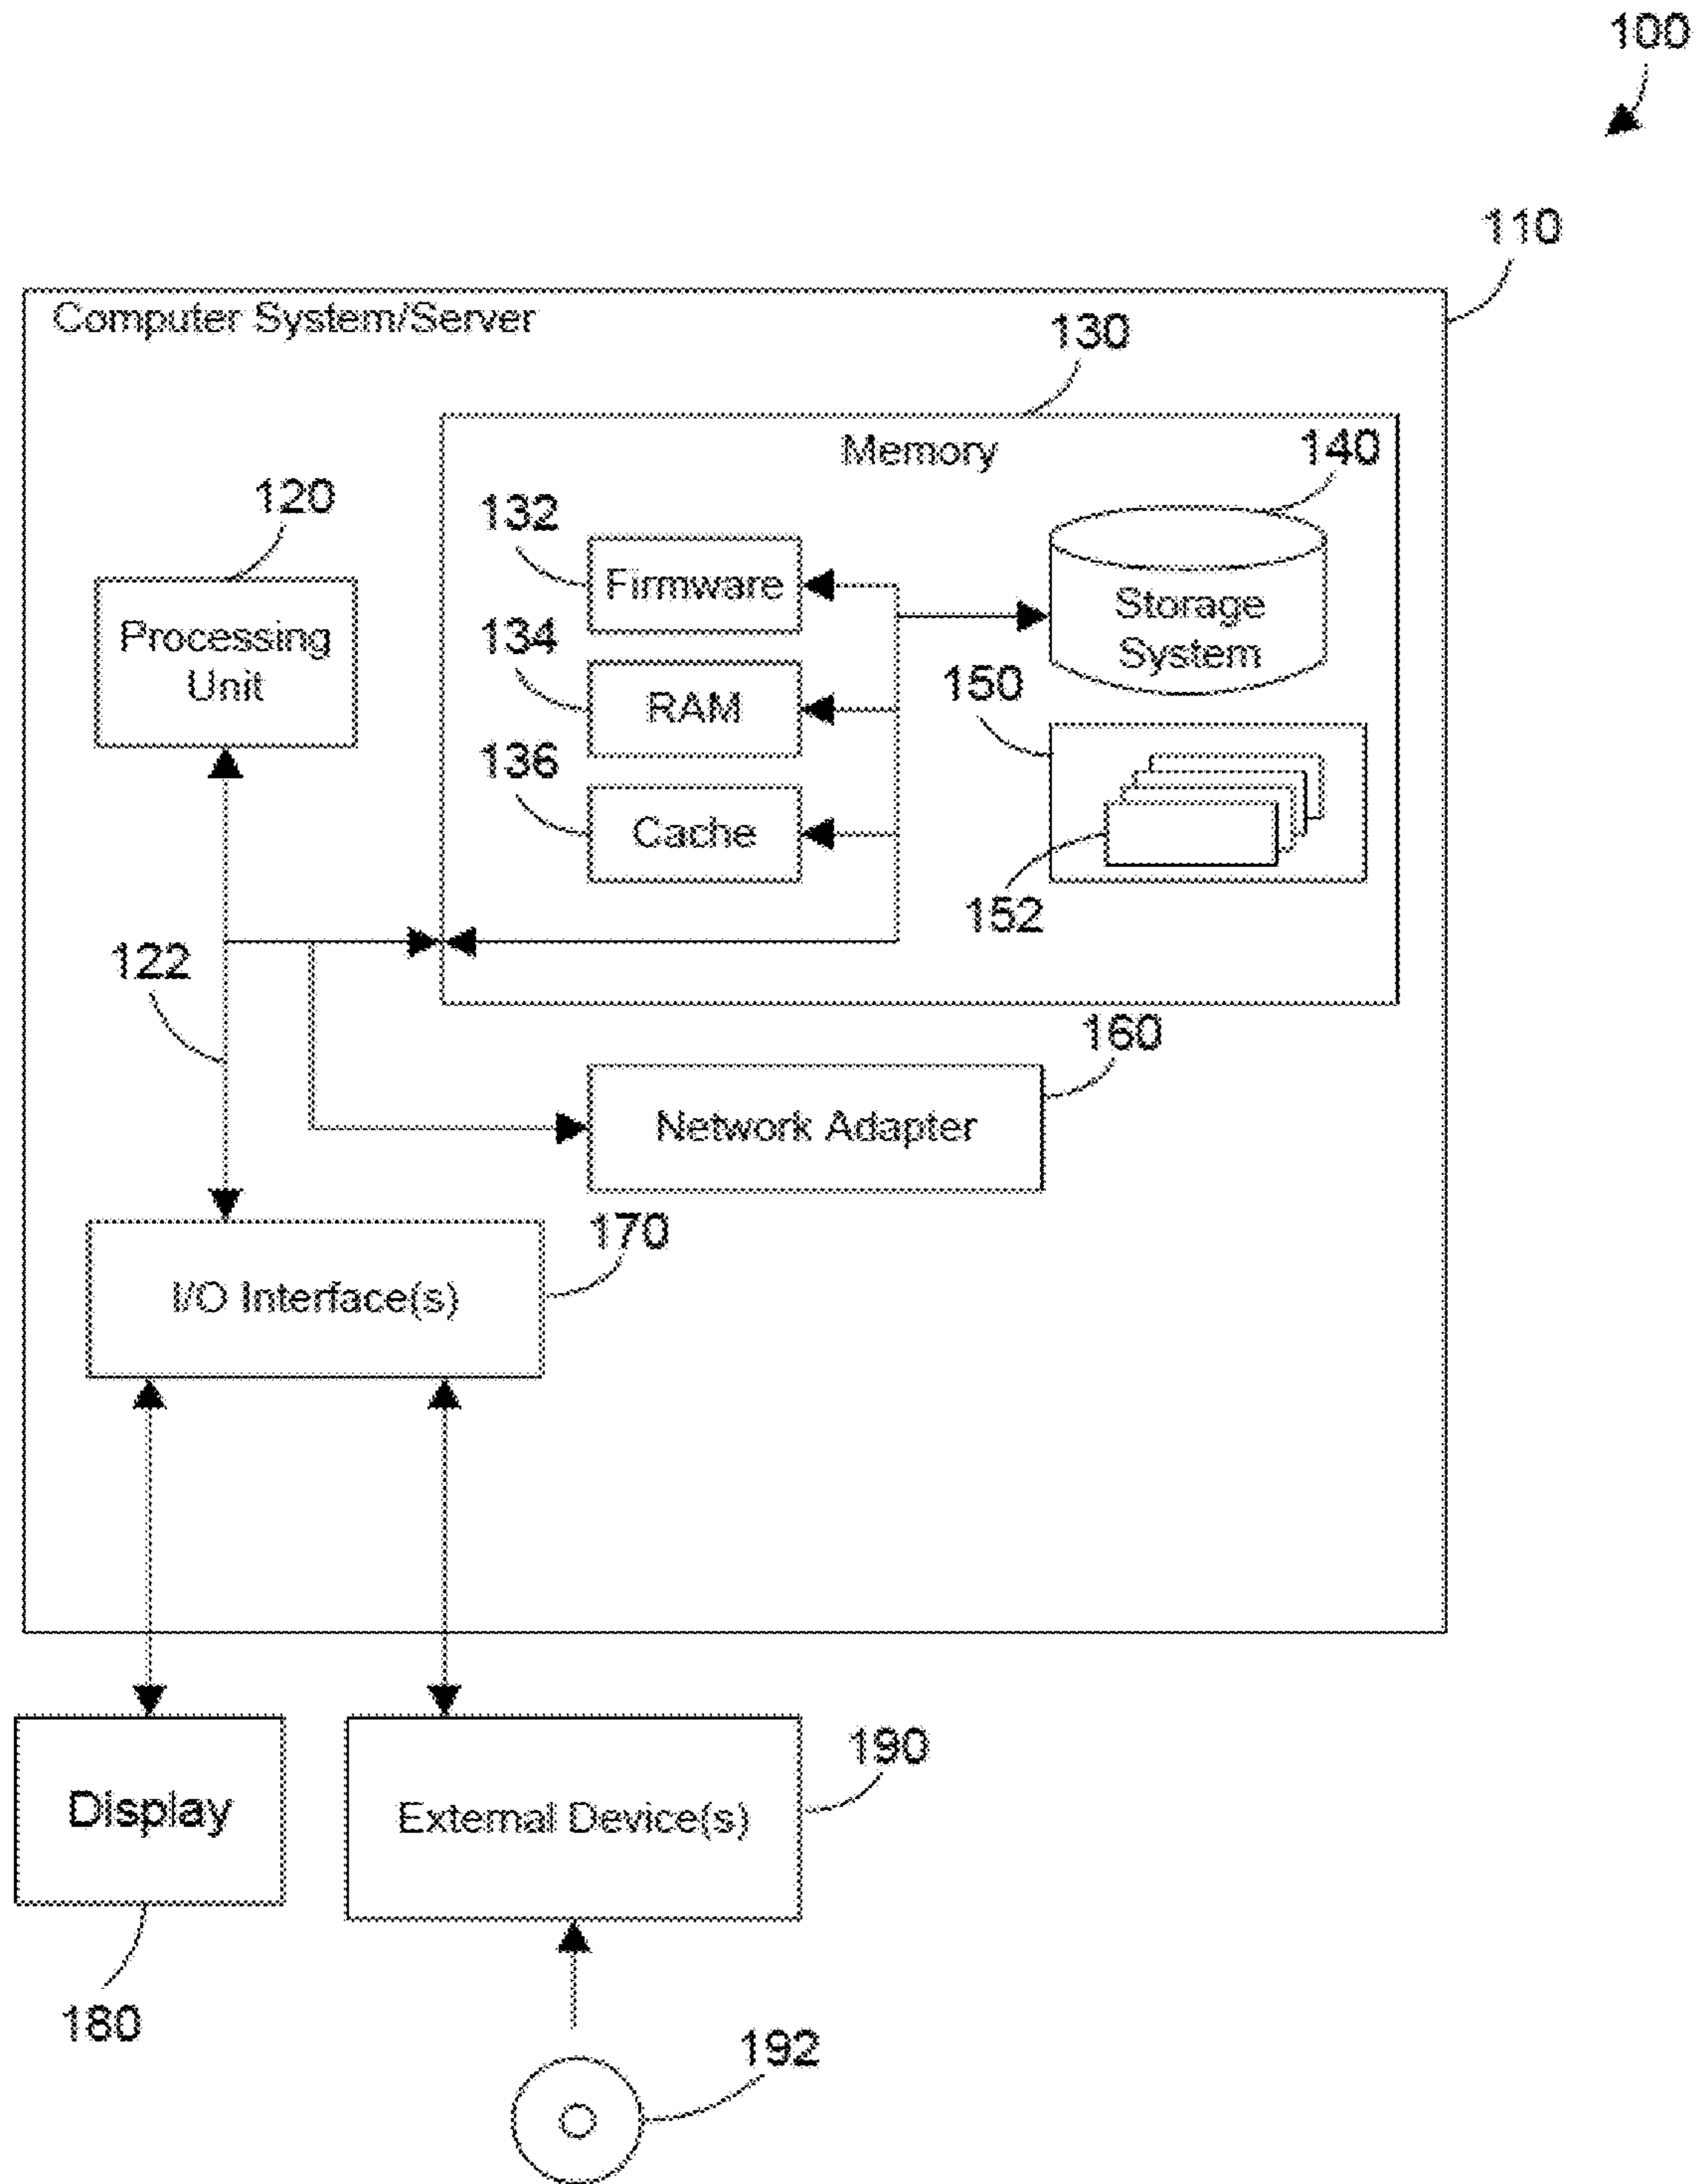 100
110
Computer System/Server
130
Memory
140
120
132
Firmware
Processing
Unit
Storage
System
134
RAM
150
136
Cache
152
122
160
Network Adapter
170
I/O Interface(s)
190
Display
External Device(s)
180
192